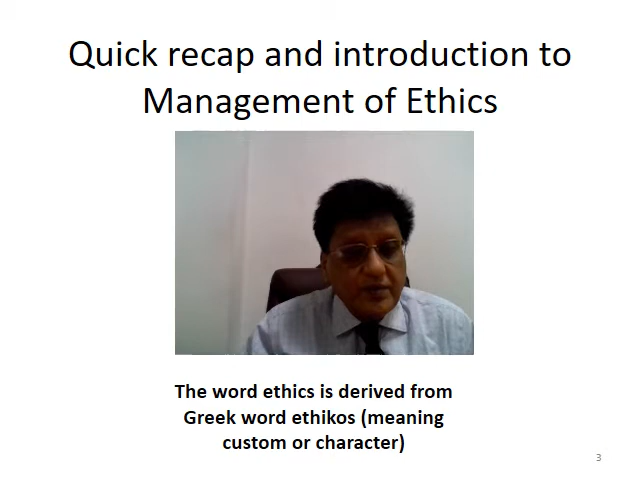 Quick recap and introduction to
Management of Ethics
The word ethics is derived from
Greek word ethikos (meaning
custom or character)
3